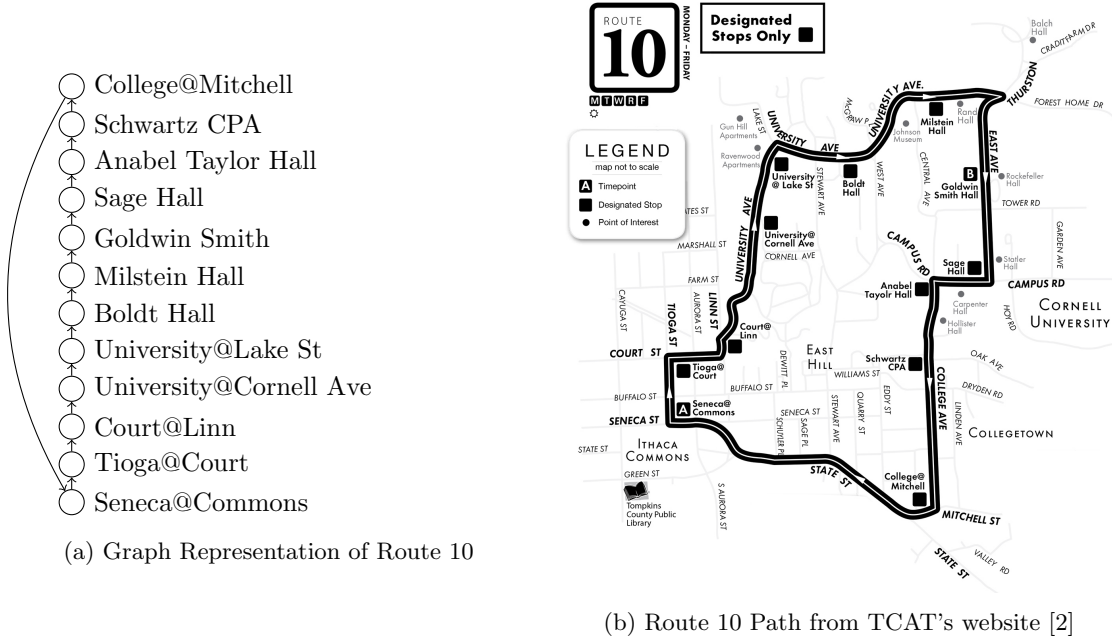 College@Mitchell
Schwartz CPA
Anabel Taylor Hall
Sage Hall
Goldwin Smith
Milstein Hall
Boldt Hall
University@Lake St
University@Cornell Ave
Court@Linn
Tioga@Court
Seneca@Commons
(a) Graph Representation of Route 10
ROUTE
10
MONDAY – FRIDAY
M T W R F
Designated
Stops Only
LEGEND
map not to scale
A Timepoint
Designated Stop
Point of Interest
Balch
Hall
CRADITFARM DR
THURSTON
FOREST HOME DR
UNIVERSITY AVE.
McGRAW P
Milstein
Hall
Rand
Hall
Johnson
Museum
EAST AVE
LAKE ST
Gun Hill
Apartments
Ravenwood
Apartments
UNIVERSITY
AVE
University
@ Lake St
STEWART AVE
Boldt
Hall
WEST AVE
CENTRAL AVE
B
Goldwin
Smith Hall
Rockefeller
Hall
TOWER RD
ATES ST
MARSHALL ST
UNIVERSITY AVE
University@
Cornell Ave
CORNELL AVE
CAMPUS RD
Sage
Hall
Statler
Hall
GARDEN AVE
FARM ST
Anabel
Tayolr Hall
CAMPUS RD
Carpenter
Hall
Hollister
Hall
HOY RD
CORNELL
UNIVERSITY
CAYUGA ST
TIOGA ST
LINN ST
AURORA ST
Court@
Linn
COURT ST
Tioga@
Court
DEWITT PL
EAST
HILL
Schwartz
CPA
OAK AVE
WILLIAMS ST
BUFFALO ST
BUFFALO ST
EDDY ST
COLLEGE AVE
DRYDEN RD
A
Seneca@
Commons
SENECA ST
SENECA ST
SCHUYLER PL
SAGE PL
STEWART AVE
QUARRY ST
LINDEN AVE
COLLEGETOWN
STATE ST
ITHACA
COMMONS
GREEN ST
Tompkins
County Public
Library
S AURORA ST
STATE ST
College@
Mitchell
MITCHELL ST
STATE ST
VALLEY RD
(b) Route 10 Path from TCAT's website [2]